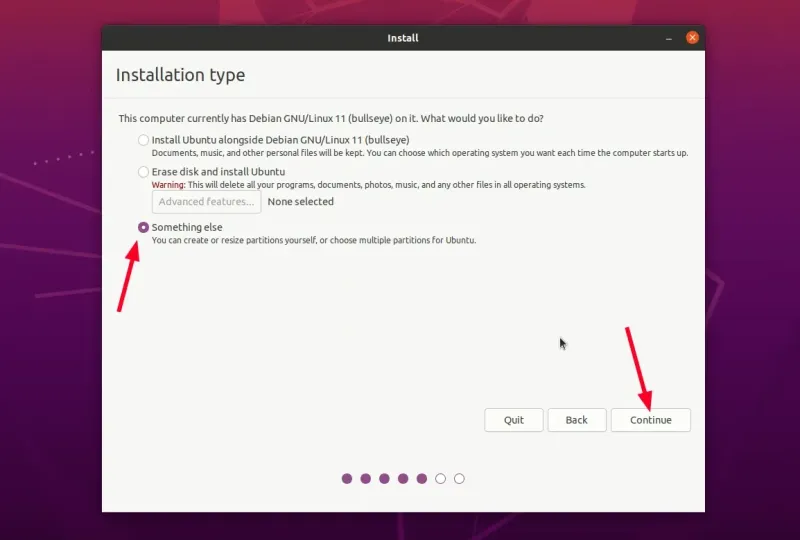 Install
Installation type
This computer currently has Debian GNU/Linux 11 (bullseye) on it. What would you like to do?
Install Ubuntu alongside Debian GNU/Linux 11 (bullseye)
Documents, music, and other personal files will be kept. You can choose which operating system you want each time the computer starts up.
Erase disk and install Ubuntu
Warning: This will delete all your programs, documents, photos, music, and any other files in all operating systems.
Advanced features... None selected
Something else
You can create or resize partitions yourself, or choose multiple partitions for Ubuntu.
Quit Back Continue